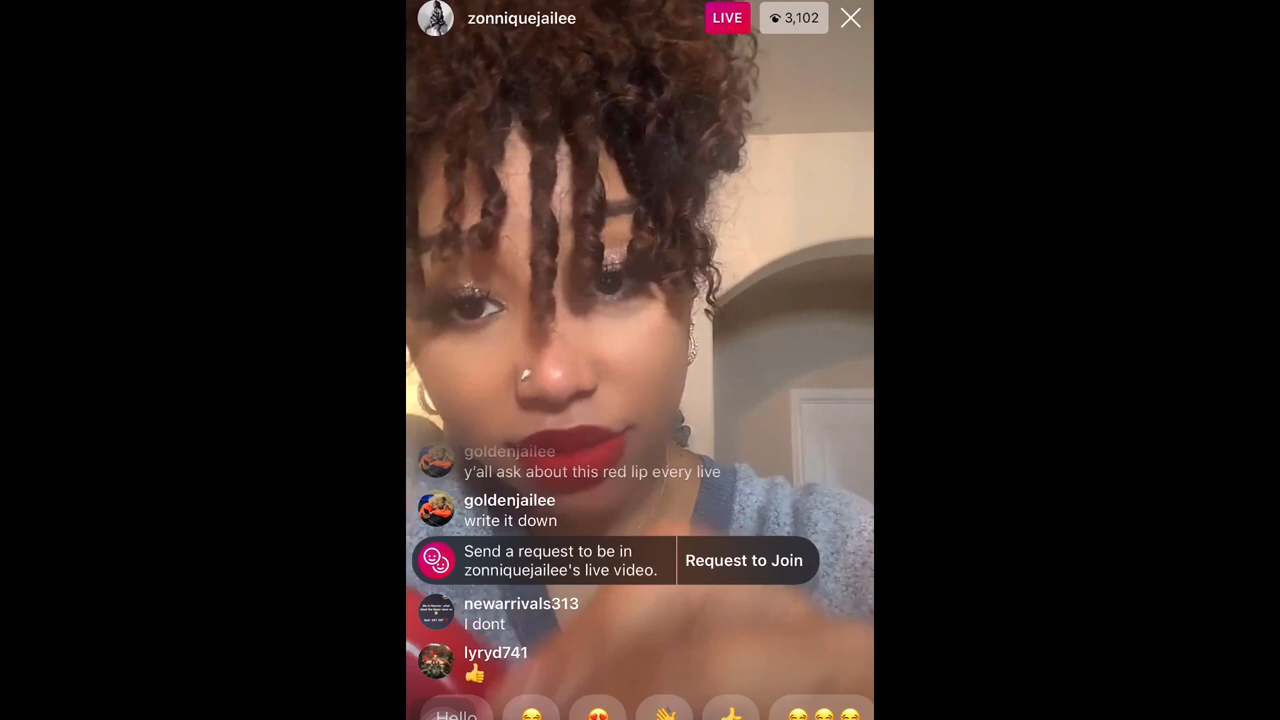 zonniquejailee
LIVE
3,102
goldenjailee
y'all ask about this red lip every live
goldenjailee
write it down
Send a request to be in
zonniquejailee's live video.
Request to Join
newarrivals313
I dont
lyryd741
👍
Hello